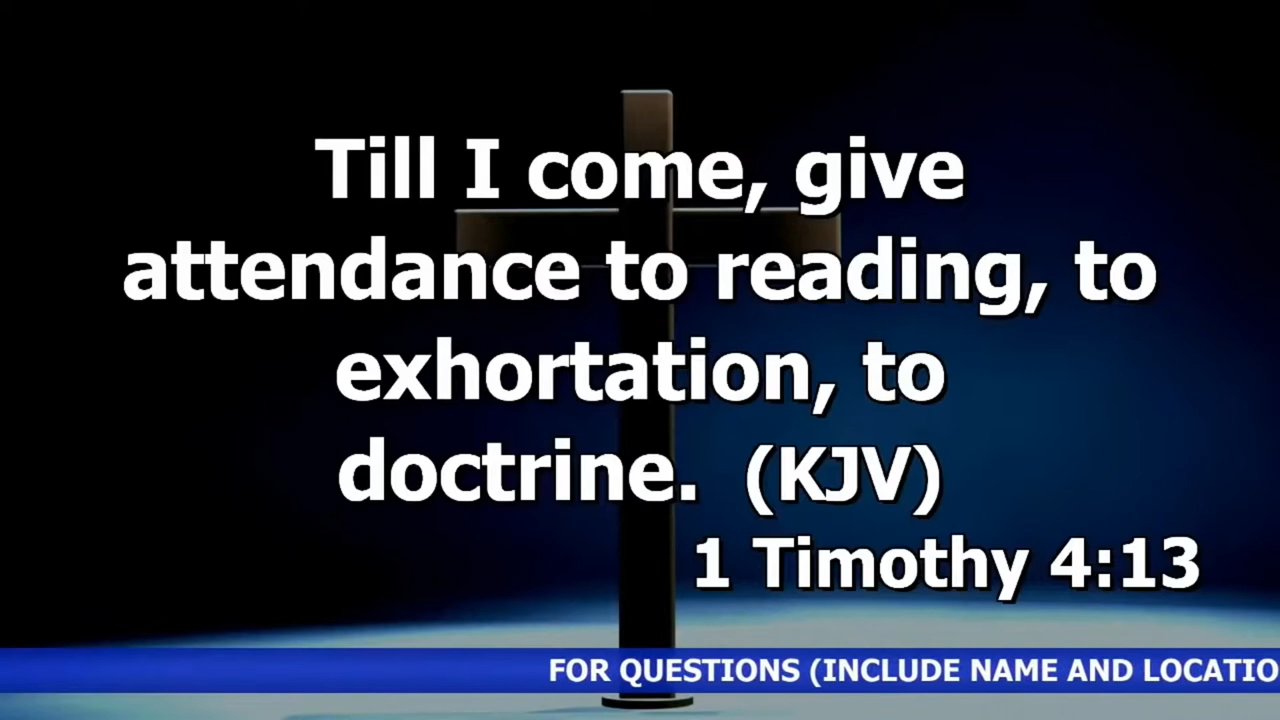 Till I come, give
attendance to reading, to
exhortation, to
doctrine. (KJV)
1 Timothy 4:13
FOR QUESTIONS (INCLUDE NAME AND LOCATIO